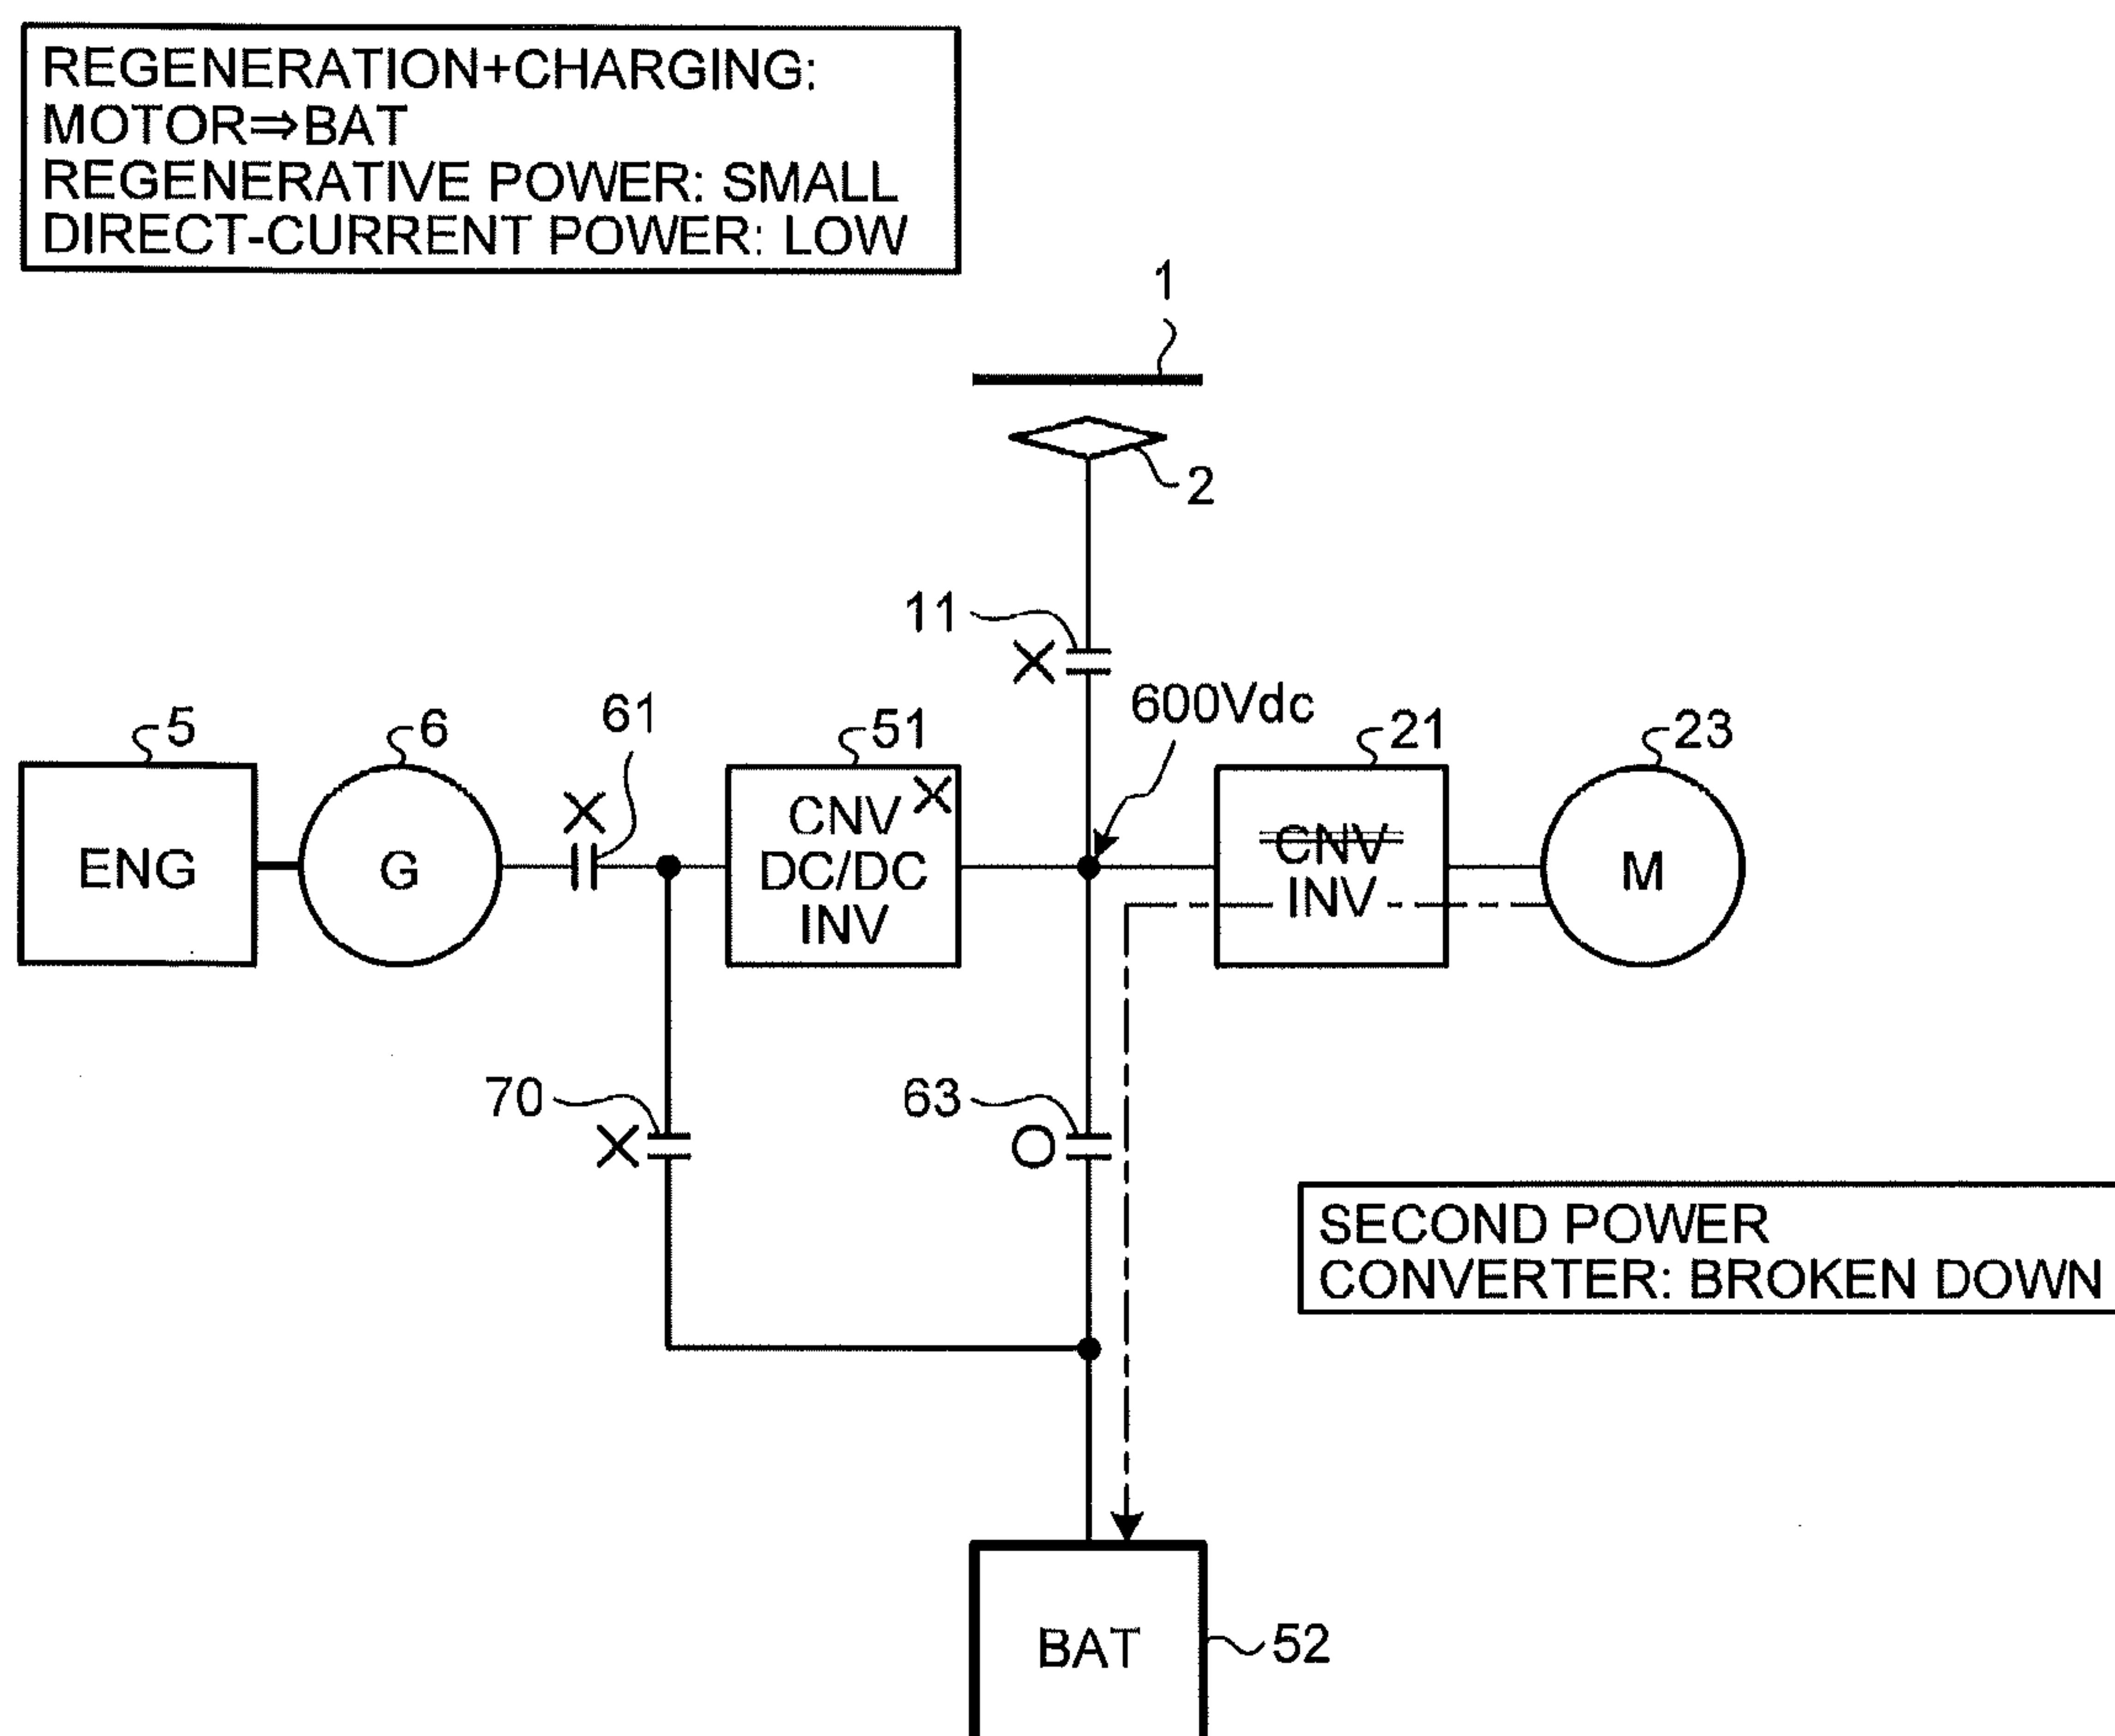 REGENERATION+CHARGING:
MOTOR⇒BAT
REGENERATIVE POWER: SMALL
DIRECT-CURRENT POWER: LOW
1
2
11
X
600Vdc
5
6
61
51
21
23
ENG
G
X
CNV X
DC/DC
INV
CNV
INV
M
70
X
63
O
SECOND POWER
CONVERTER: BROKEN DOWN
BAT
52